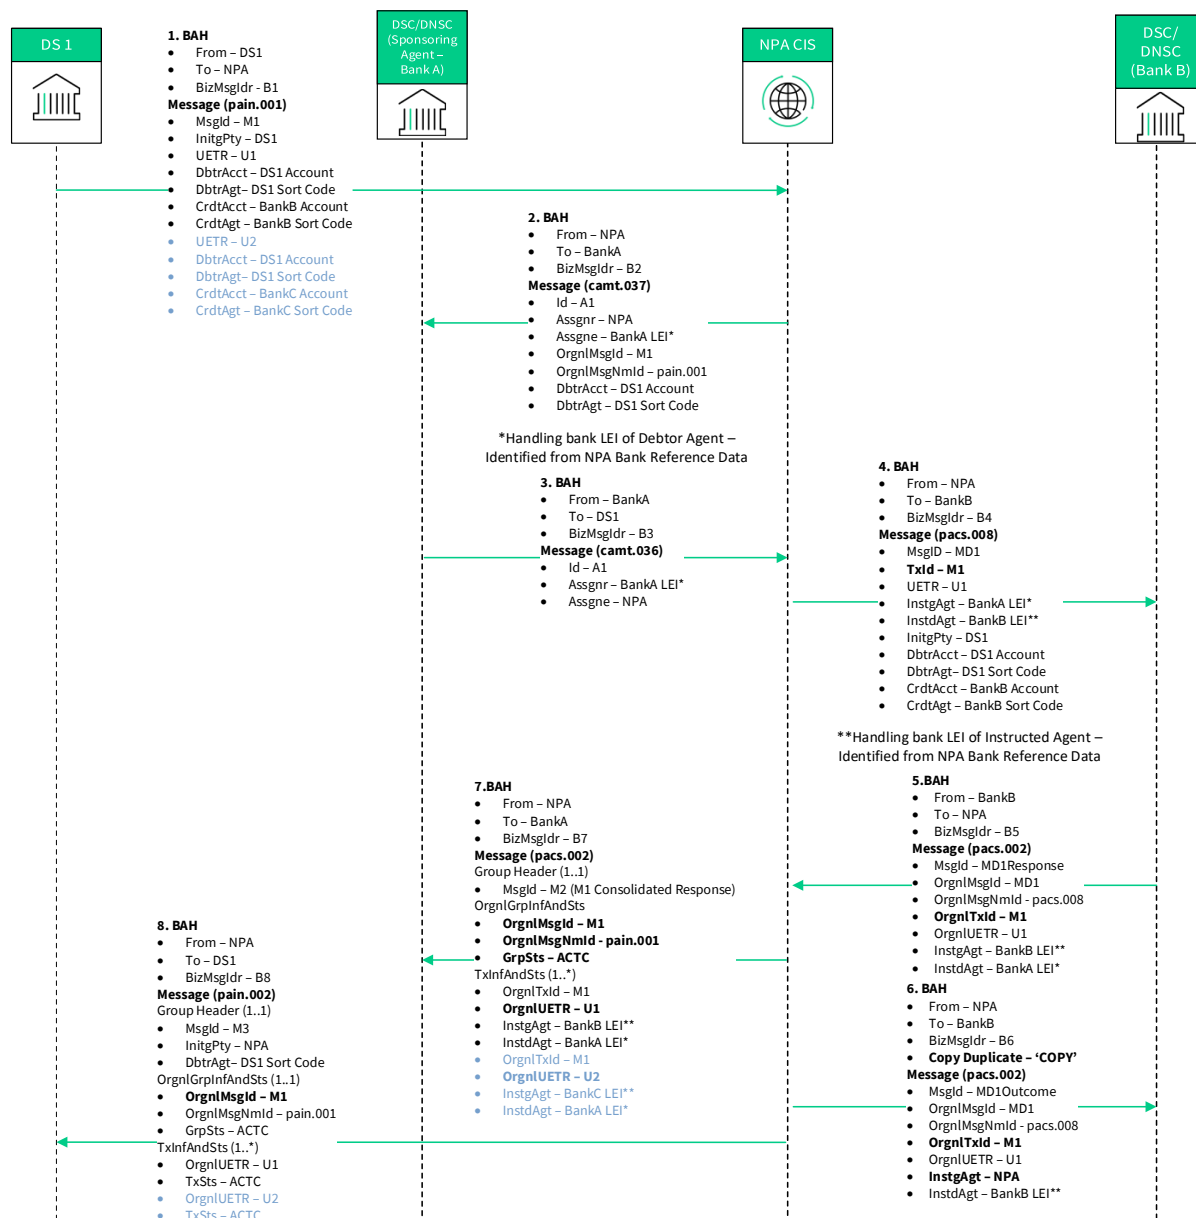 DS 1
DSC/DNSC
(Sponsoring
Agent –
Bank A)
NPA CIS
DSC/
DNSC
(Bank B)
1. BAH
• From – DS1
• To – NPA
• BizMsgIdr - B1
Message (pain.001)
• MsgId – M1
• InitgPty – DS1
• UETR – U1
• DbtrAcct – DS1 Account
• DbtrAgt– DS1 Sort Code
• CrdtAcct – BankB Account
• CrdtAgt – BankB Sort Code
• UETR – U2
• DbtrAcct – DS1 Account
• DbtrAgt– DS1 Sort Code
• CrdtAcct – BankC Account
• CrdtAgt – BankC Sort Code
2. BAH
• From – NPA
• To – BankA
• BizMsgIdr – B2
Message (camt.037)
• Id – A1
• Assgnr – NPA
• Assgne – BankA LEI*
• OrgnlMsgId – M1
• OrgnlMsgNmId – pain.001
• DbtrAcct – DS1 Account
• DbtrAgt – DS1 Sort Code
*Handling bank LEI of Debtor Agent –
Identified from NPA Bank Reference Data
3. BAH
• From – BankA
• To – DS1
• BizMsgIdr – B3
Message (camt.036)
• Id – A1
• Assgnr – BankA LEI*
• Assgne – NPA
4. BAH
• From – NPA
• To – BankB
• BizMsgIdr – B4
Message (pacs.008)
• MsgID – MD1
• TxId – M1
• UETR – U1
• InstgAgt – BankA LEI*
• InstdAgt – BankB LEI**
• InitgPty – DS1
• DbtrAcct – DS1 Account
• DbtrAgt– DS1 Sort Code
• CrdtAcct – BankB Account
• CrdtAgt – BankB Sort Code
**Handling bank LEI of Instructed Agent –
Identified from NPA Bank Reference Data
5.BAH
• From – BankB
• To – NPA
• BizMsgIdr – B5
Message (pacs.002)
• MsgId – MD1Response
• OrgnlMsgId – MD1
• OrgnlMsgNmId - pacs.008
• OrgnlTxId – M1
• OrgnlUETR – U1
• InstgAgt – BankB LEI**
• InstdAgt – BankA LEI*
6. BAH
• From – NPA
• To – BankB
• BizMsgIdr – B6
• Copy Duplicate – ‘COPY’
Message (pacs.002)
• MsgId – MD1Outcome
• OrgnlMsgId – MD1
• OrgnlMsgNmId – pacs.008
• OrgnlTxId – M1
• OrgnlUETR – U1
• InstgAgt – NPA
• InstdAgt – BankB LEI**
7.BAH
• From – NPA
• To – BankA
• BizMsgIdr – B7
Message (pacs.002)
Group Header (1..1)
• MsgId – M2 (M1 Consolidated Response)
OrgnlGrpInfAndSts
• OrgnlMsgId – M1
• OrgnlMsgNmId - pain.001
• GrpSts – ACTC
TxInfAndSts (1..*)
• OrgnlTxId – M1
• OrgnlUETR – U1
• InstgAgt – BankB LEI**
• InstdAgt – BankA LEI*
• OrgnlTxId – M1
• OrgnlUETR – U2
• InstgAgt – BankC LEI**
• InstdAgt – BankA LEI*
8. BAH
• From – NPA
• To – DS1
• BizMsgIdr – B8
Message (pain.002)
Group Header (1..1)
• MsgId – M3
• InitgPty – NPA
• DbtrAgt– DS1 Sort Code
OrgnlGrpInfAndSts (1..1)
• OrgnlMsgId – M1
• OrgnlMsgNmId – pain.001
• GrpSts – ACTC
TxInfAndSts (1..*)
• OrgnlUETR – U1
• TxSts – ACTC
• OrgnlUETR – U2
• TxSts – ACTC